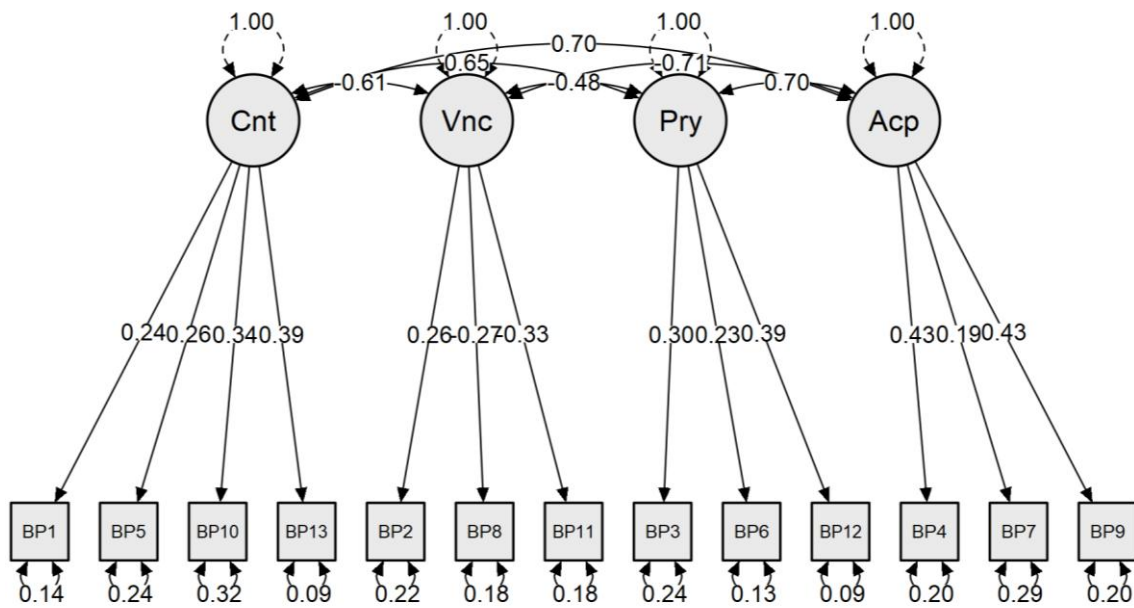 1.00 1.00 1.00 1.00
0.70
0.65 -0.71
-0.61 -0.48 0.70
Cnt Vnc Pry Acp
0.24 0.26 0.34 0.39 0.26 -0.27 -0.33 0.30 0.23 0.39 0.43 0.19 0.43
BP1 BP5 BP10 BP13 BP2 BP8 BP11 BP3 BP6 BP12 BP4 BP7 BP9
0.14 0.24 0.32 0.09 0.22 0.18 0.18 0.24 0.13 0.09 0.20 0.29 0.20